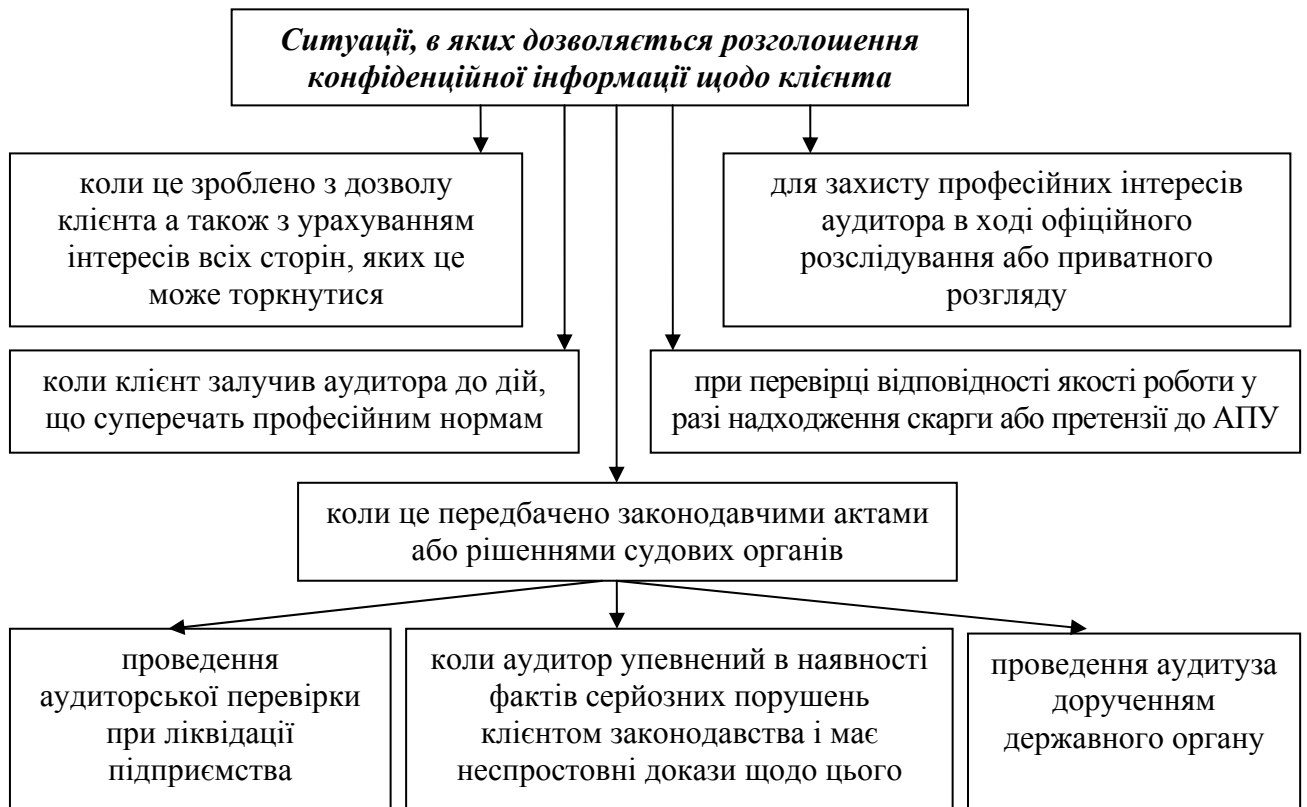 Ситуації, в яких дозволяється розголошення
конфіденційної інформації щодо клієнта
коли це зроблено з дозволу
клієнта а також з урахуванням
інтересів всіх сторін, яких це
може торкнутися
для захисту професійних інтересів
аудитора в ході офіційного
розслідування або приватного
розгляду
коли клієнт залучив аудитора до дій,
що суперечать професійним нормам
при перевірці відповідності якості роботи у
разі надходження скарги або претензії до АПУ
коли це передбачено законодавчими актами
або рішеннями судових органів
проведення
аудиторської перевірки
при ліквідації
підприємства
коли аудитор упевнений в наявності
фактів серйозних порушень
клієнтом законодавства і має
неспростовні докази щодо цього
проведення аудитуза
дорученням
державного органу